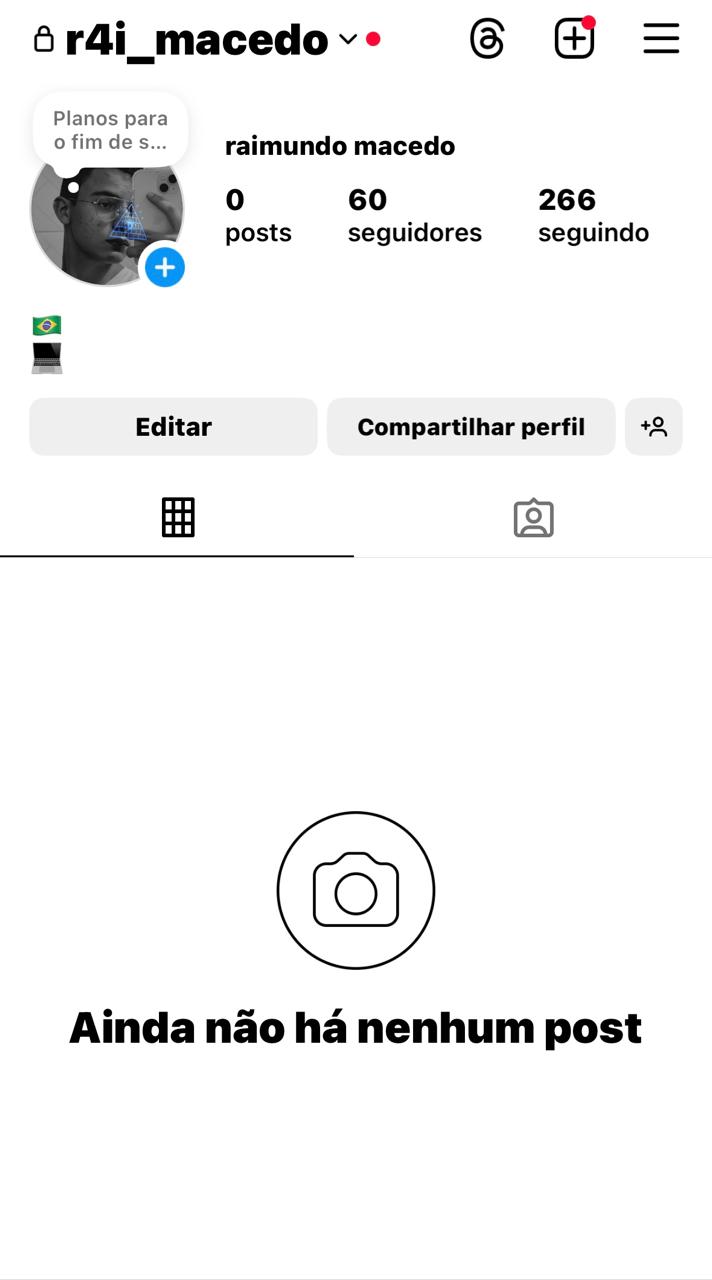 r4i_macedo
Planos para
o fim de s...
raimundo macedo
0 60 266
posts seguidores seguindo
Editar Compartilhar perfil
Ainda não há nenhum post